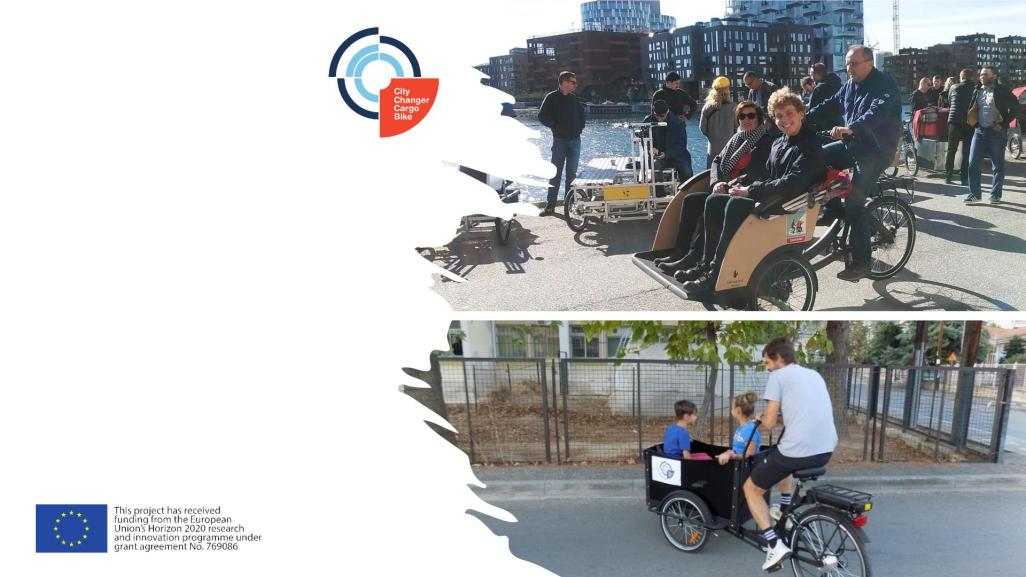 City
Changer
Cargo
Bike
This project has received
funding from the European
Union's Horizon 2020 research
and innovation programme under
grant agreement No. 769086